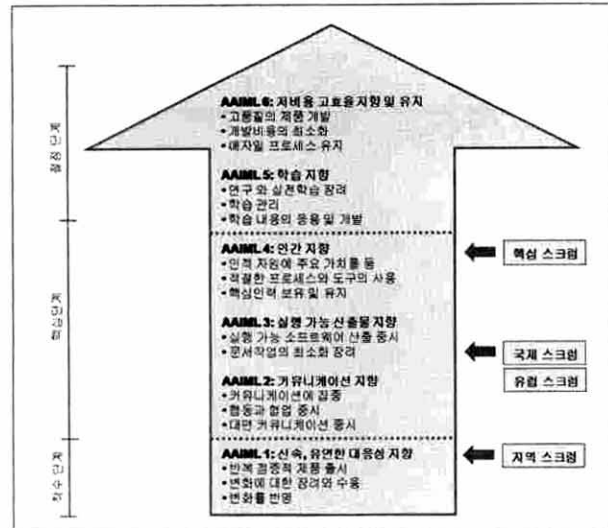 AAIML 6: 저비용 고효율 지향 및 유지
• 고품질의 제품 개발
• 개발비용의 최소화
• 애자일 프로세스 유지
AAIML 5: 학습 지향
• 연구와 실전학습 장려
• 학습 관리
• 학습 내용의 응용 및 개발
AAIML 4: 인간 지향
• 인적 자원에 주요 가치를 둠
• 적절한 프로세스와 도구의 사용
• 핵심인력 보유 및 유지
핵심 스크럼
AAIML 3: 실행 가능 산출물 지향
• 실행 가능 소프트웨어 산출 중시
• 문서작업의 최소화 장려
국제 스크럼
유럽 스크럼
AAIML 2: 커뮤니케이션 지향
• 커뮤니케이션에 집중
• 협동과 협업 중시
• 대면 커뮤니케이션 중시
AAIML 1: 신속, 유연한 대응성 지향
• 반복 점증적 제품 출시
• 변화에 대한 장려와 수용
• 변화를 반영
지역 스크럼
핵심 단계